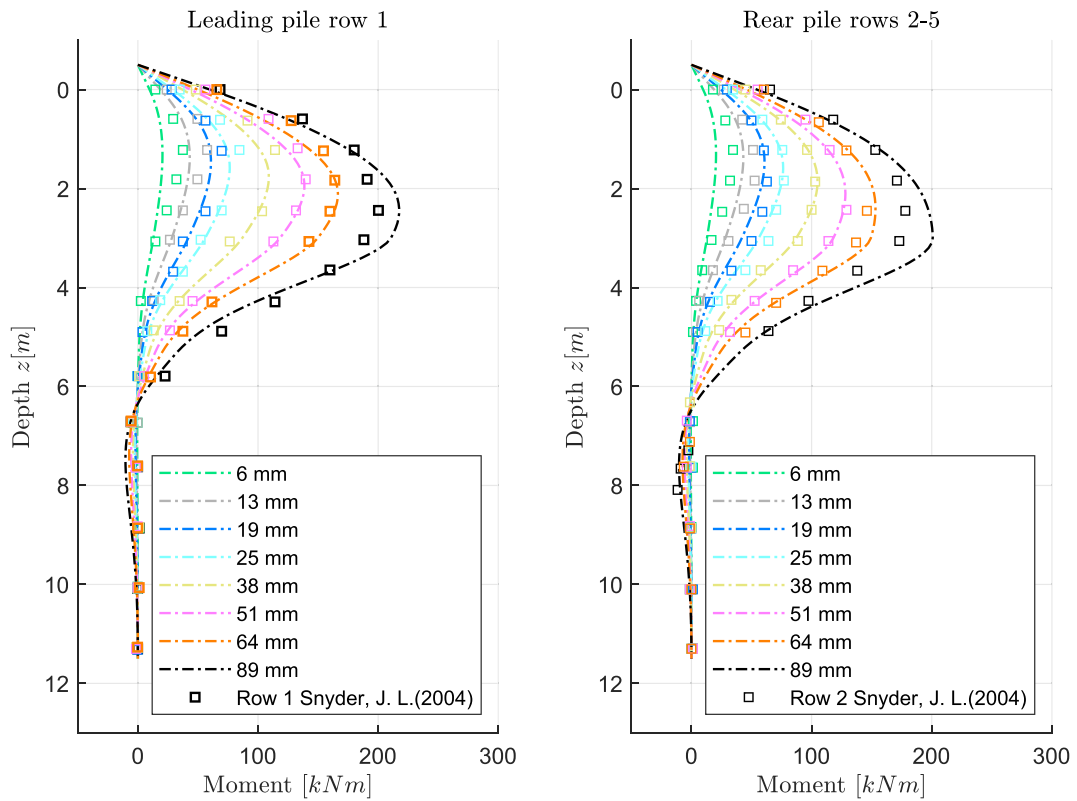 Leading pile row 1
0
2
4
6
8
10
12
Depth z[m]
0
100
200
300
Moment [kNm]
6 mm
13 mm
19 mm
25 mm
38 mm
51 mm
64 mm
89 mm
Row 1 Snyder, J. L.(2004)
Rear pile rows 2-5
0
2
4
6
8
10
12
Depth z[m]
0
100
200
300
Moment [kNm]
6 mm
13 mm
19 mm
25 mm
38 mm
51 mm
64 mm
89 mm
Row 2 Snyder, J. L.(2004)